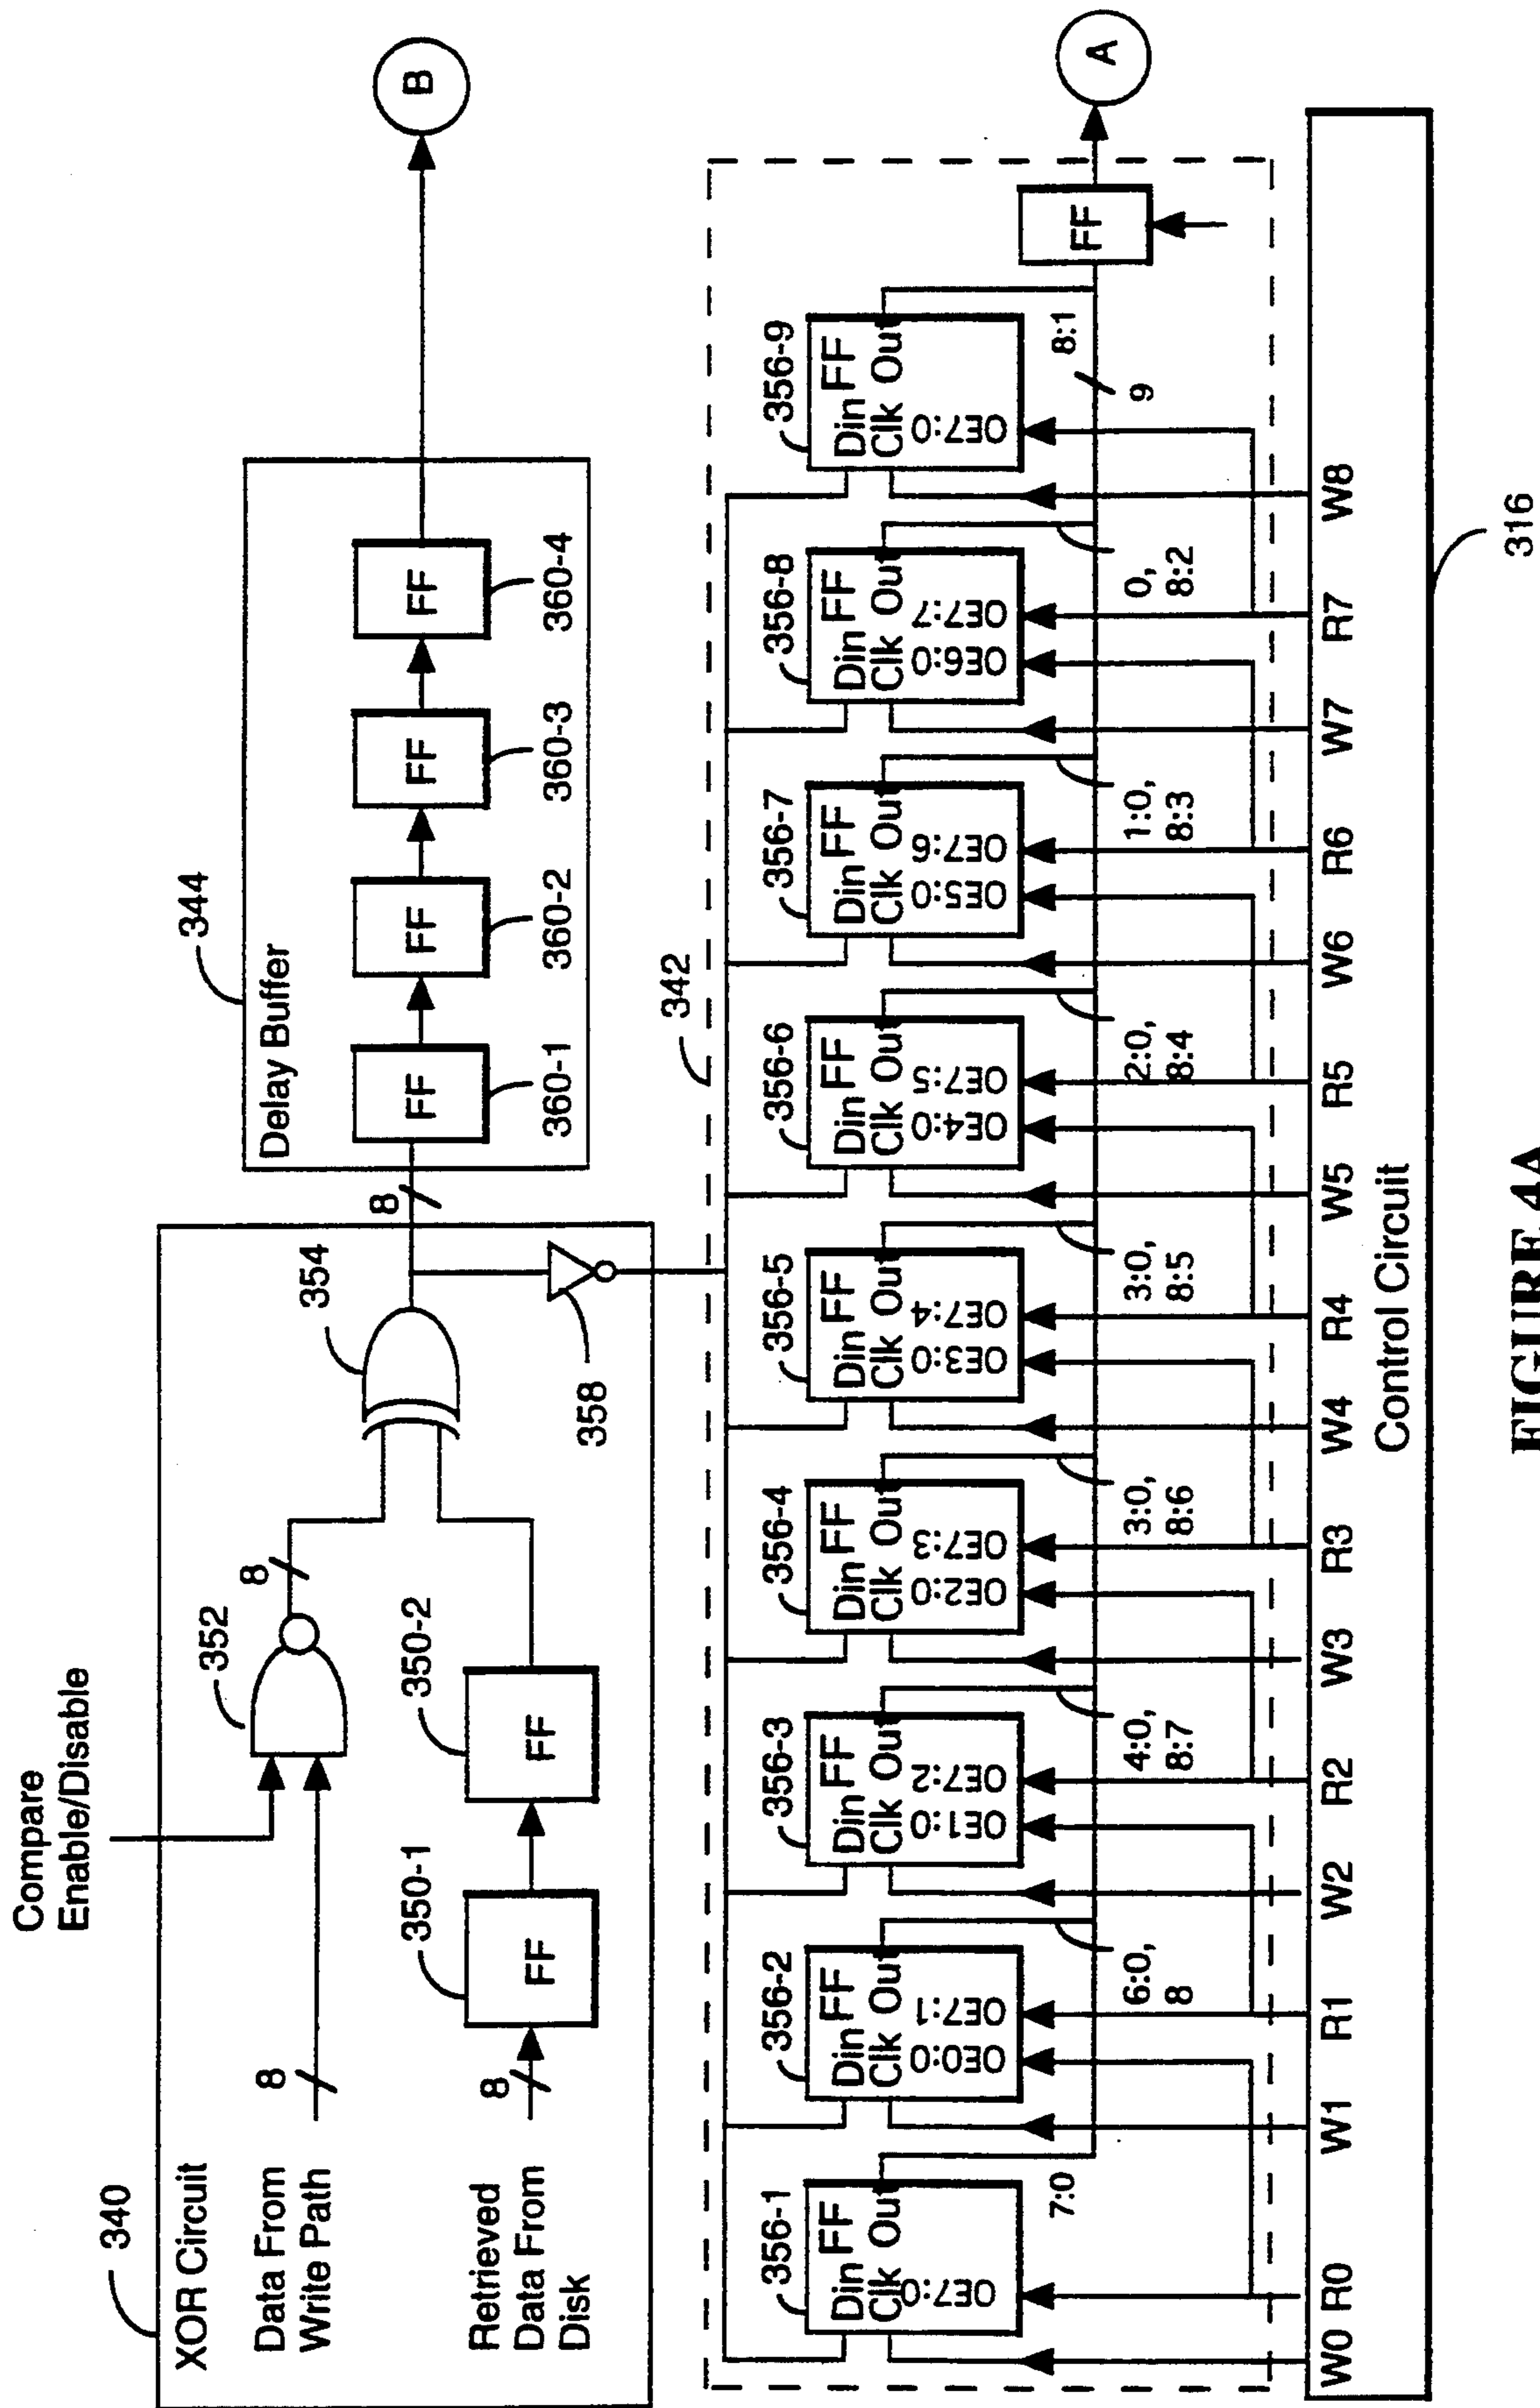 340
XOR Circuit
Compare
Enable/Disable
Data From
Write Path
8
352
8
Retrieved
Data From
Disk
8
350-1
FF
350-2
FF
354
358
8
344
Delay Buffer
FF
360-1
FF
360-2
FF
360-3
FF
360-4
B
342
356-1
Din FF
Clk Out
OE7:0
7:0
356-2
Din FF
Clk Out
OE0:0
OE7:1
6:0,
8
356-3
Din FF
Clk Out
OE1:0
OE7:2
4:0,
8:7
356-4
Din FF
Clk Out
OE2:0
OE7:3
3:0,
8:6
356-5
Din FF
Clk Out
OE3:0
OE7:4
3:0,
8:5
356-6
Din FF
Clk Out
OE4:0
OE7:5
2:0,
8:4
356-7
Din FF
Clk Out
OE5:0
OE7:6
1:0,
8:3
356-8
Din FF
Clk Out
OE6:0
OE7:7
0,
8:2
356-9
Din FF
Clk Out
OE7:0
8:1
9
FF
A
W0 R0 W1 R1 W2 R2 W3 R3 W4 R4 W5 R5 W6 R6 W7 R7 W8
Control Circuit
316
FIGURE 4A